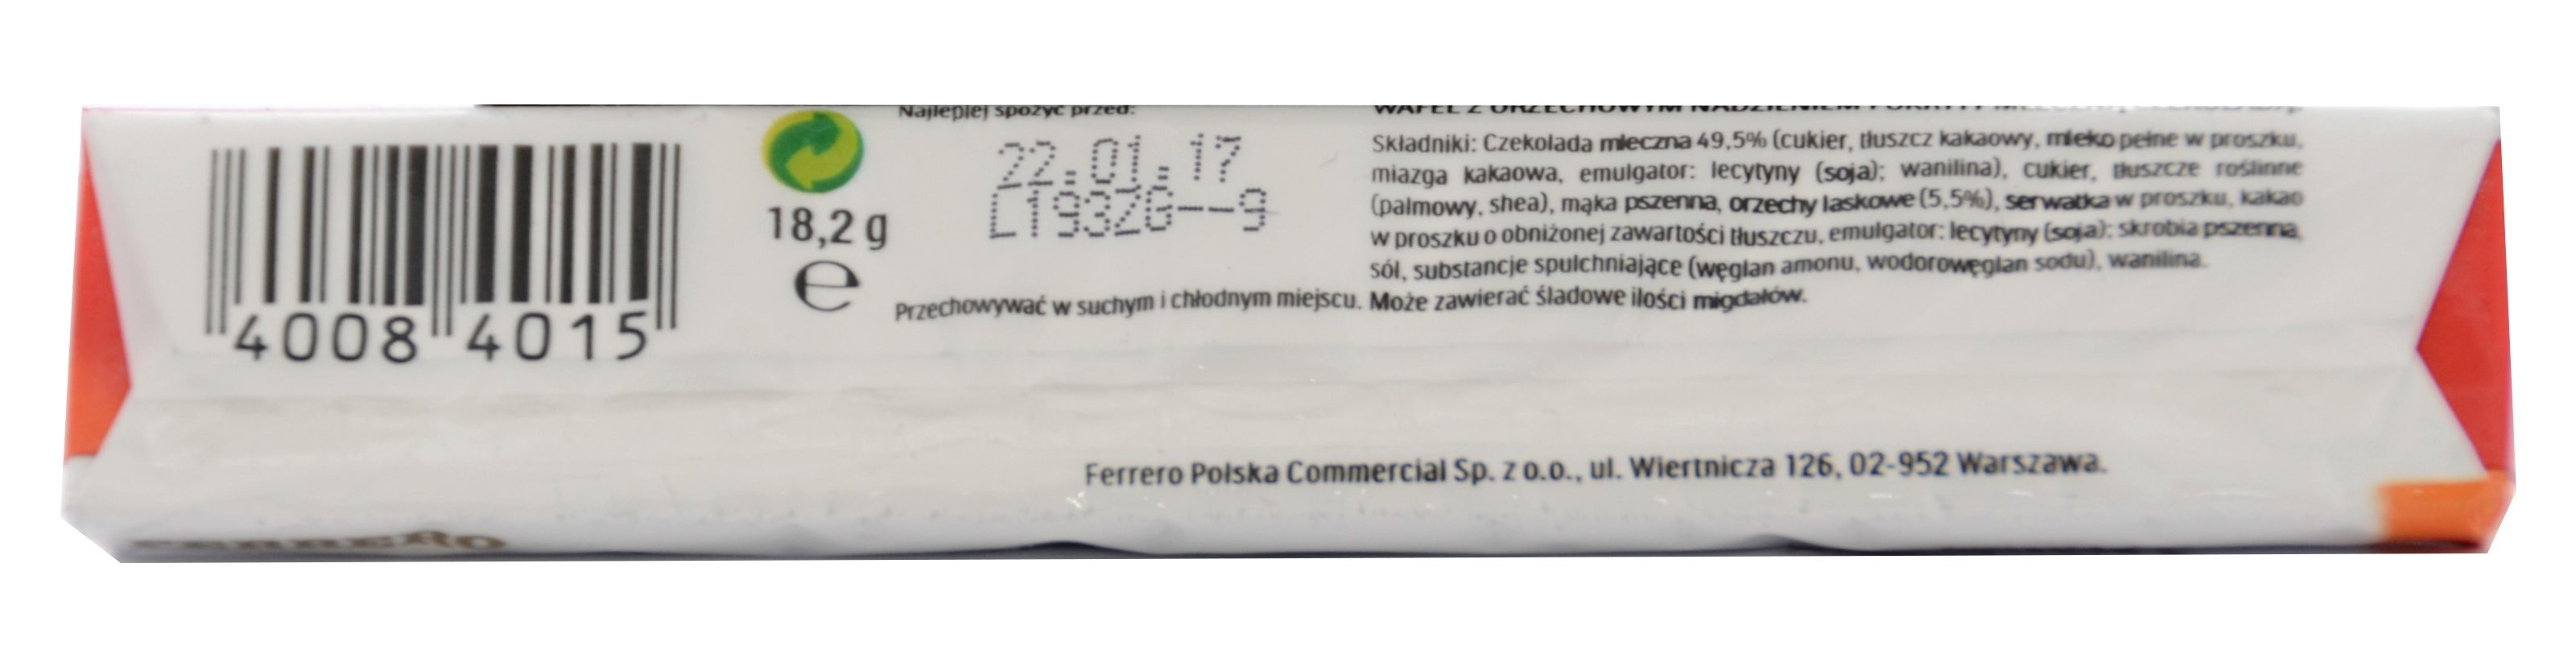 Najlepiej spożyć przed:
22.01.17
L193ZG--9
4008 4015
18,2 g
e
WAFEL Z ORZECHOWYM NADZIENIEM POKRYTY
Składniki: Czekolada mleczna 49,5% (cukier, tłuszcz kakaowy, mleko pełne w proszku,
miazga kakaowa, emulgator: lecytyny (soja); wanilina), cukier, tłuszcze roślinne
(palmowy, shea), mąka pszenna, orzechy laskowe (5,5%), serwatka w proszku, kakao
w proszku o obniżonej zawartości tłuszczu, emulgator: lecytyny (soja); skrobia pszenna,
sól, substancje spulchniające (węglan amonu, wodorowęglan sodu), wanilina.
Przechowywać w suchym i chłodnym miejscu. Może zawierać śladowe ilości migdałów.
Ferrero Polska Commercial Sp. z o.o., ul. Wiertnicza 126, 02-952 Warszawa.
FERRERO